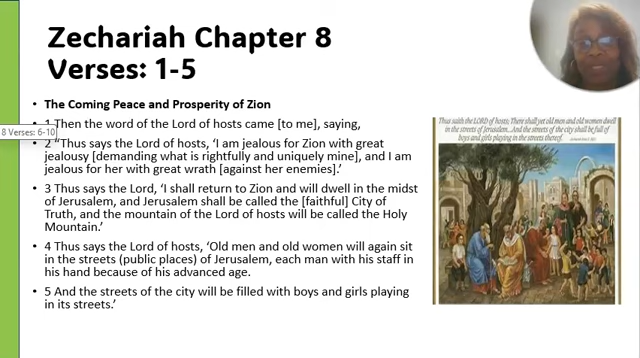 Zechariah Chapter 8
Verses: 1-5
• The Coming Peace and Prosperity of Zion
• 1 Then the word of the Lord of hosts came [to me], saying,
8 Verses: 6-10
• 2 "Thus says the Lord of hosts, 'I am jealous for Zion with great
jealousy [demanding what is rightfully and uniquely mine], and I am
jealous for her with great wrath [against her enemies].'
• 3 Thus says the Lord, 'I shall return to Zion and will dwell in the midst
of Jerusalem, and Jerusalem shall be called the [faithful] City of
Truth, and the mountain of the Lord of hosts will be called the Holy
Mountain.'
• 4 Thus says the Lord of hosts, 'Old men and old women will again sit
in the streets (public places) of Jerusalem, each man with his staff in
his hand because of his advanced age.
• 5 And the streets of the city will be filled with boys and girls playing
in its streets.'
Thus saith the LORD of hosts; There shall yet old men and old women dwell
in the streets of Jerusalem...And the streets of the city shall be full of
boys and girls playing in the streets thereof.